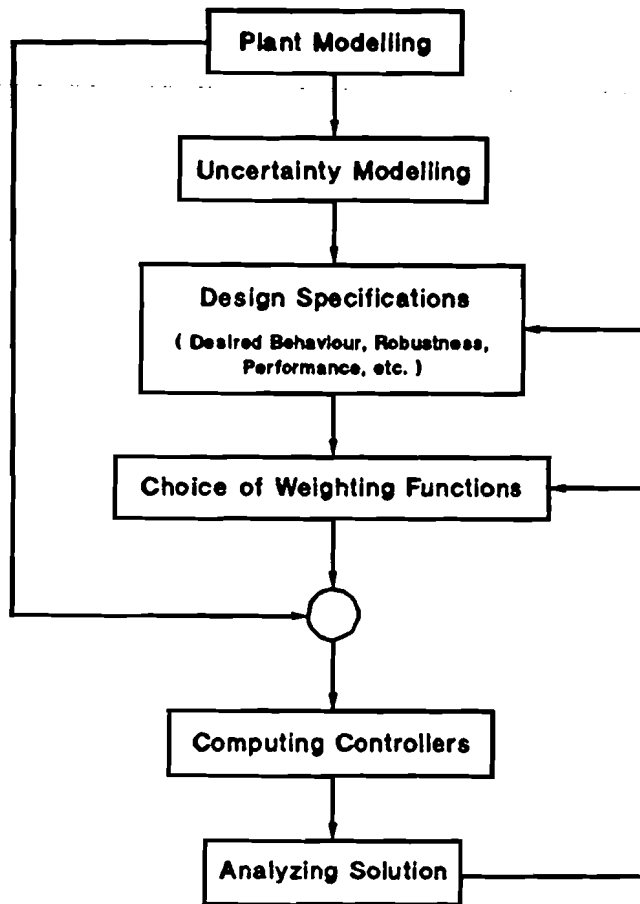 Plant Modelling
Uncertainty Modelling
Design Specifications
( Desired Behaviour, Robustness,
Performance, etc. )
Choice of Weighting Functions
Computing Controllers
Analyzing Solution